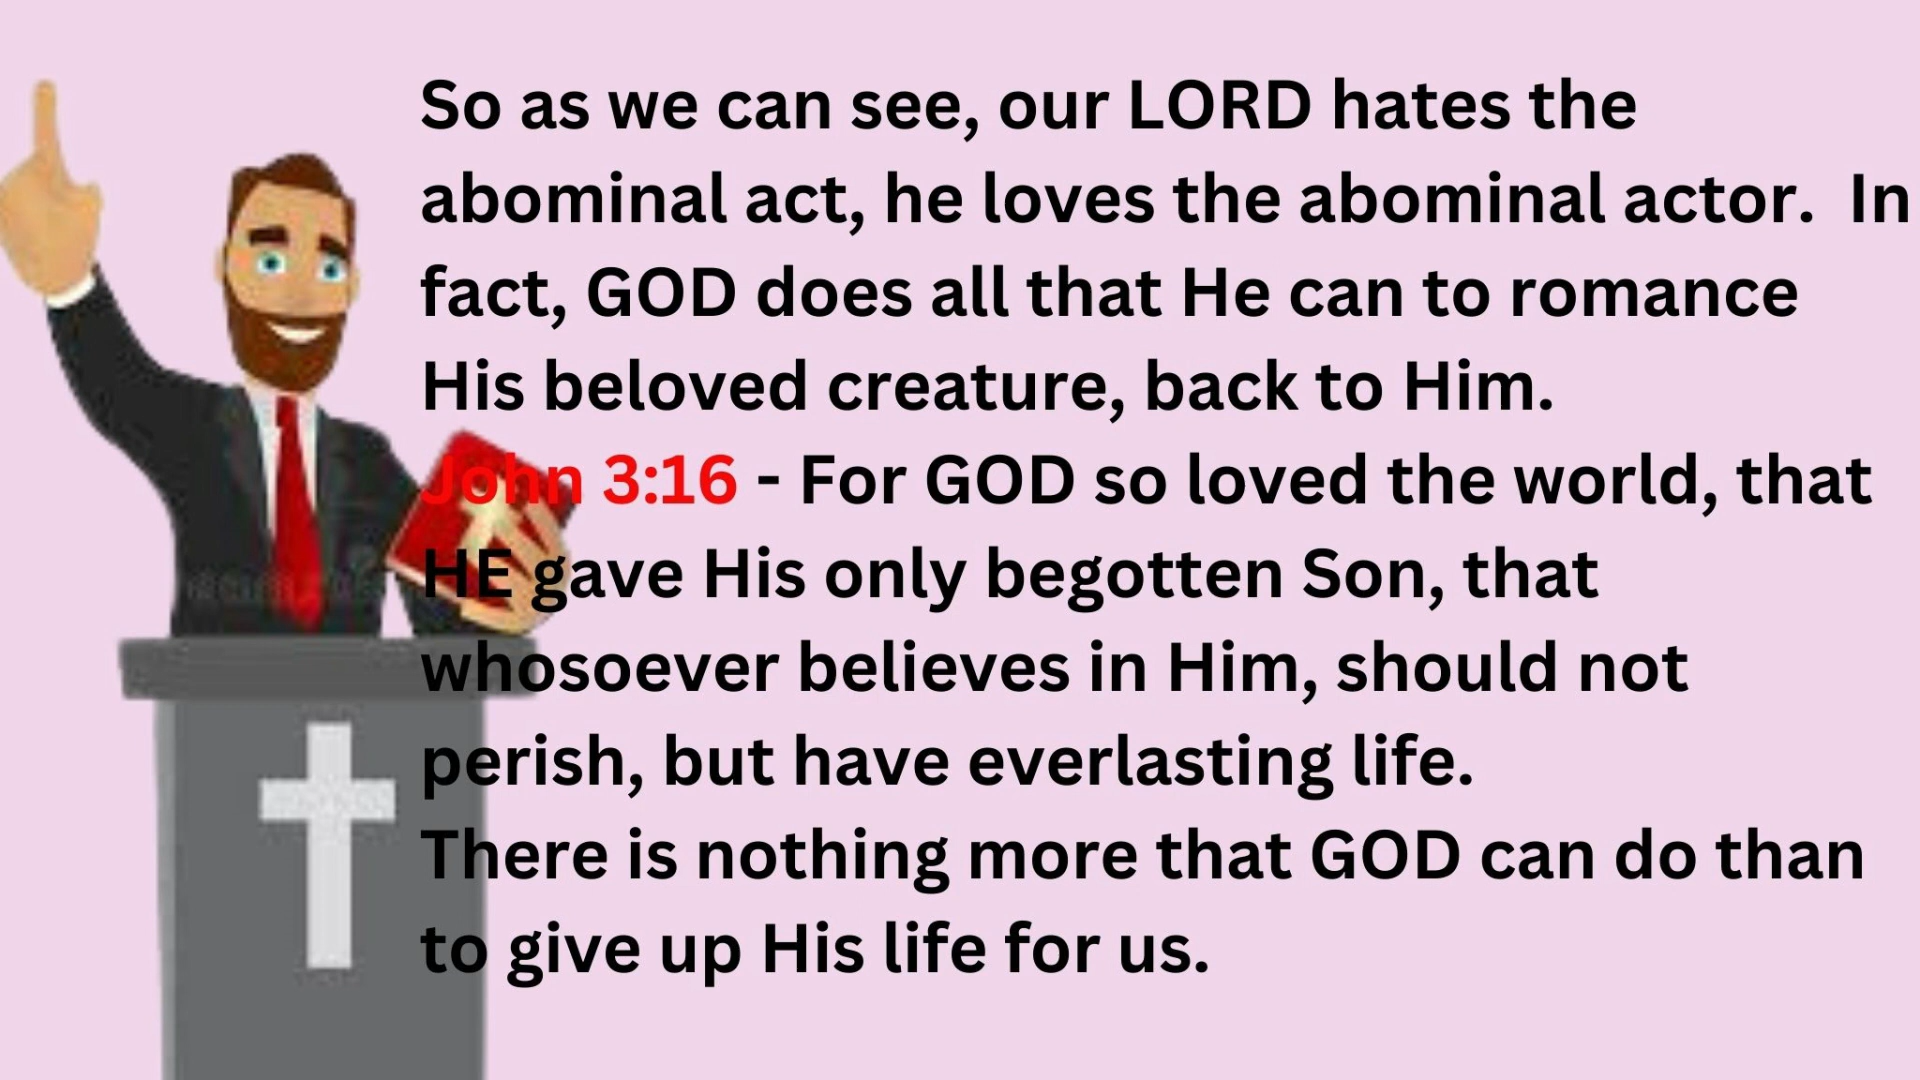 So as we can see, our LORD hates the
abominal act, he loves the abominal actor.  In
fact, GOD does all that He can to romance
His beloved creature, back to Him.
John 3:16 - For GOD so loved the world, that
HE gave His only begotten Son, that
whosoever believes in Him, should not
perish, but have everlasting life.
There is nothing more that GOD can do than
to give up His life for us.